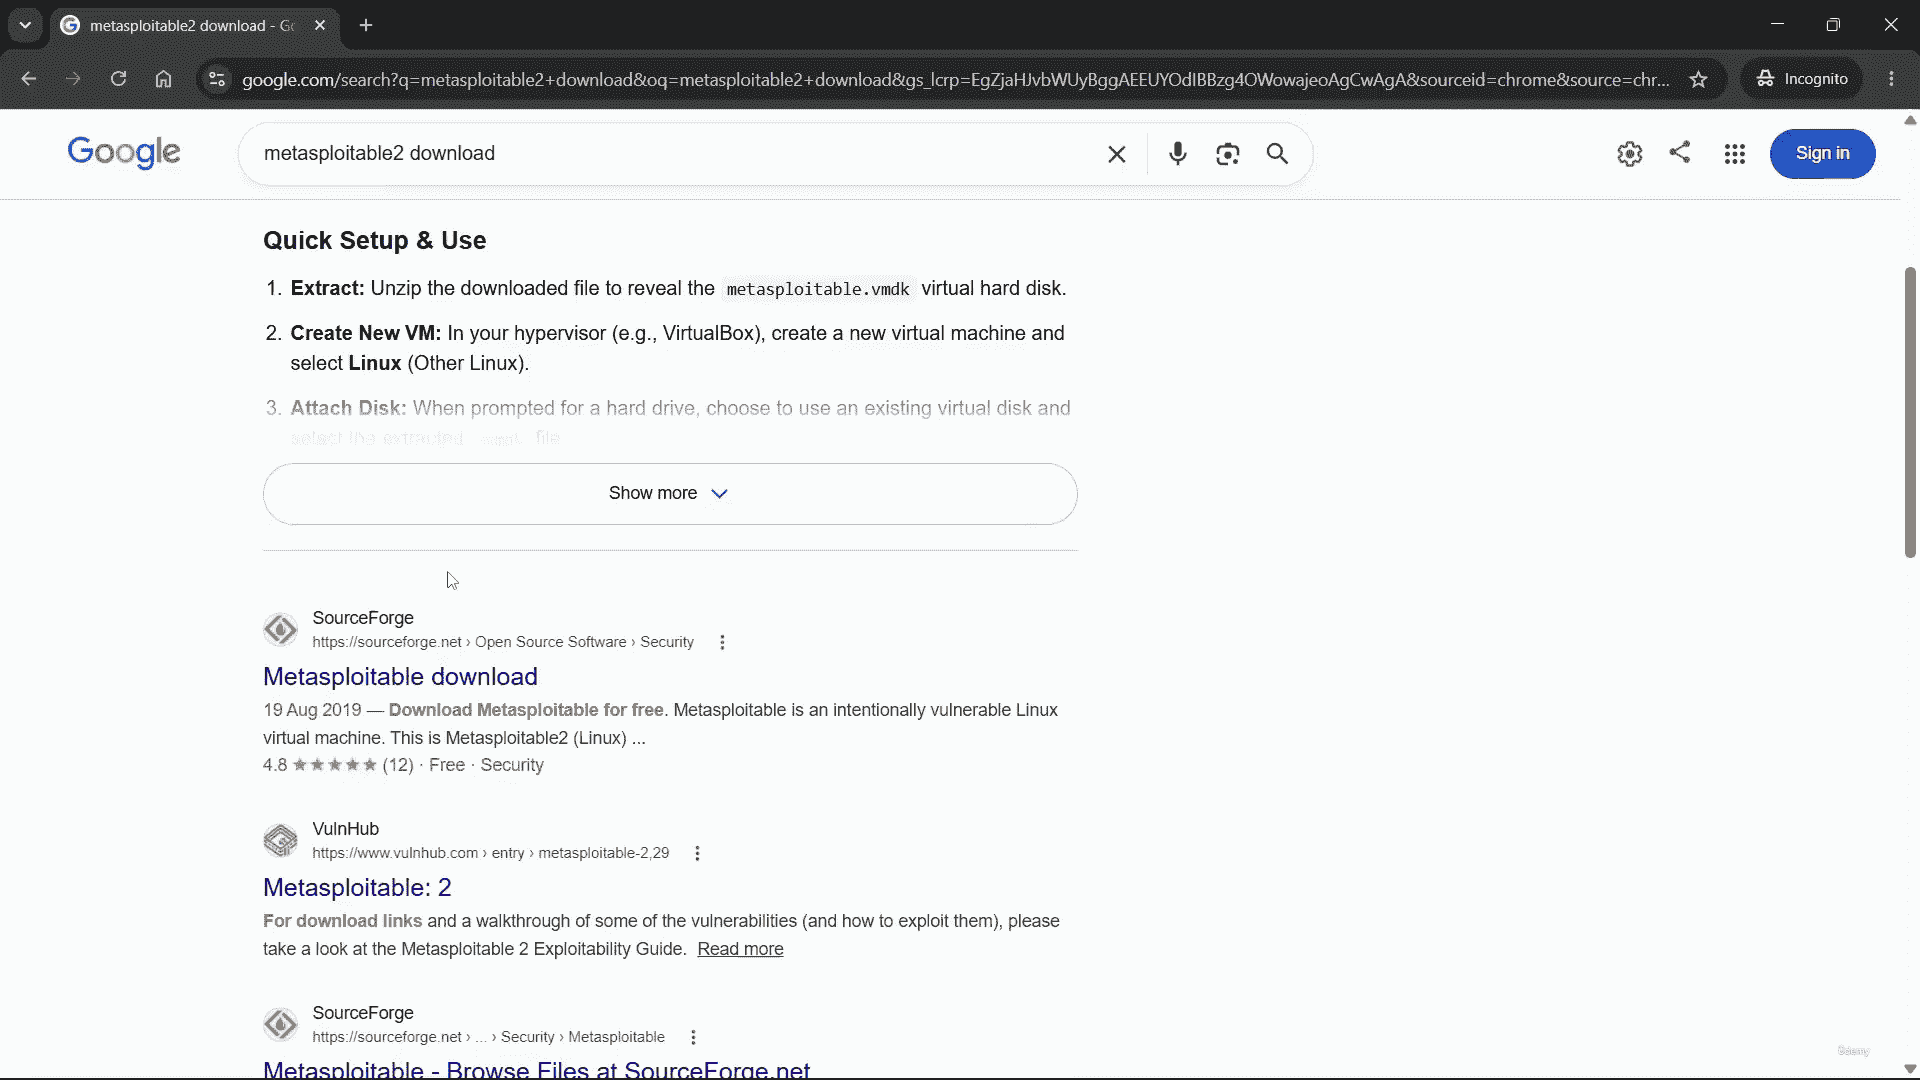 metasploitable2 download - Go
google.com/search?q=metasploitable2+download&oq=metasploitable2+download&gs_lcrp=EgZjaHJvbWUyBggAEEUYOdIBBzg4OWowajeoAgCwAgA&sourceid=chrome&source=chr...
Incognito
Google
metasploitable2 download
Sign in
Quick Setup & Use
1. Extract: Unzip the downloaded file to reveal the metasploitable.vmdk virtual hard disk.
2. Create New VM: In your hypervisor (e.g., VirtualBox), create a new virtual machine and
select Linux (Other Linux).
3. Attach Disk: When prompted for a hard drive, choose to use an existing virtual disk and
select the extracted .vmdk file
Show more
SourceForge
https://sourceforge.net › Open Source Software › Security
Metasploitable download
19 Aug 2019 — Download Metasploitable for free. Metasploitable is an intentionally vulnerable Linux
virtual machine. This is Metasploitable2 (Linux) ...
4.8 ★★★★★ (12) · Free · Security
VulnHub
https://www.vulnhub.com › entry › metasploitable-2,29
Metasploitable: 2
For download links and a walkthrough of some of the vulnerabilities (and how to exploit them), please
take a look at the Metasploitable 2 Exploitability Guide. Read more
SourceForge
https://sourceforge.net › ... › Security › Metasploitable
Metasploitable - Browse Files at SourceForge.net
Udemy